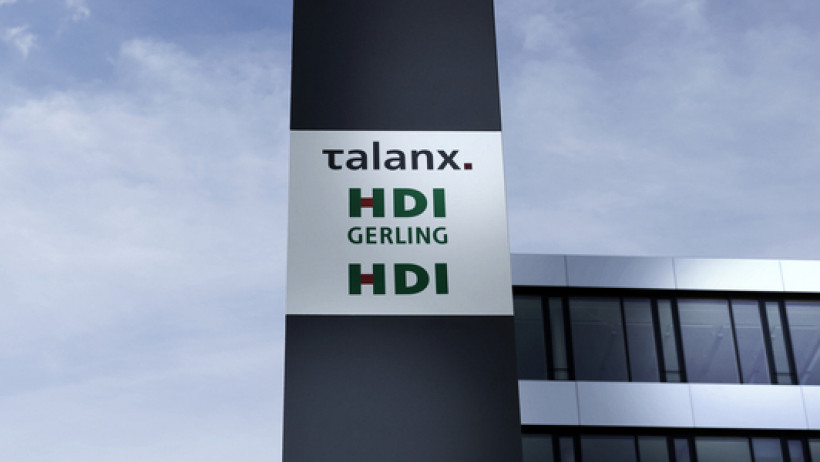 talanx.
HDI
GERLING
HDI